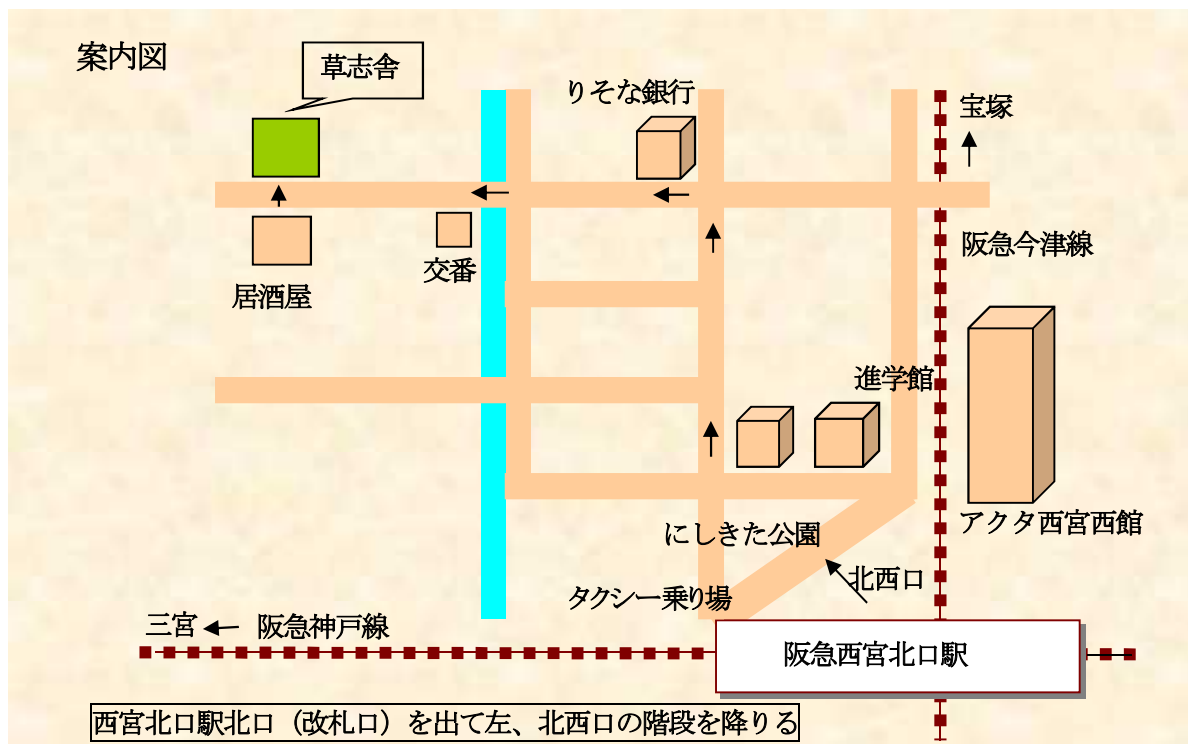 案内図
草志舎
りそな銀行
宝塚
阪急今津線
交番
居酒屋
進学館
アクタ西宮西館
にしきた公園
北西口
タクシー乗り場
三宮
阪急神戸線
阪急西宮北口駅
西宮北口駅北口（改札口）を出て左、北西口の階段を降りる